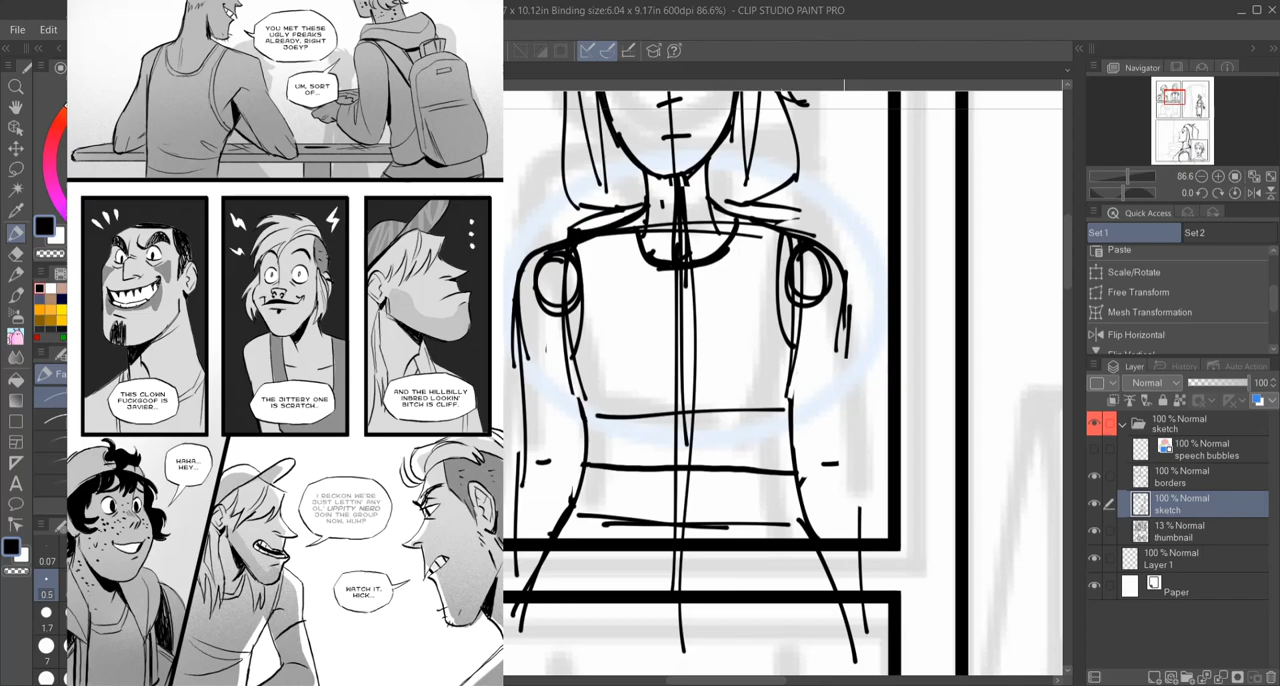 7 x 10.12in Binding size:6.04 x 9.17in 600dpi 86.6%) - CLIP STUDIO PAINT PRO
File
Edit
YOU MET THESE
UGLY FREAKS
ALREADY, RIGHT
JOEY?
UM, SORT
OF...
THIS CLOWN
FUCKGOOF IS
JAVIER...
THE JITTERY ONE
IS SCRATCH...
AND THE HILLBILLY
INBRED LOOKIN'
BITCH IS CLIFF.
HAHA...
HEY...
I RECKON WE'RE
JUST LETTIN' ANY
OL' UPPITY NERD
JOIN THE GROUP
NOW, HUH?
WATCH IT,
HICK...
Fa
0.07
0.5
1.7
7
Navigator
86.6
0.0
Quick Access
Set 1
Set2
Paste
Scale/Rotate
Free Transform
Mesh Transformation
Flip Horizontal
Flip Vertical
Layer
History
Auto Action
Normal
100
100 % Normal
sketch
100 % Normal
speech bubbles
100 % Normal
borders
100 % Normal
sketch
13 % Normal
thumbnail
100 % Normal
Layer 1
Paper